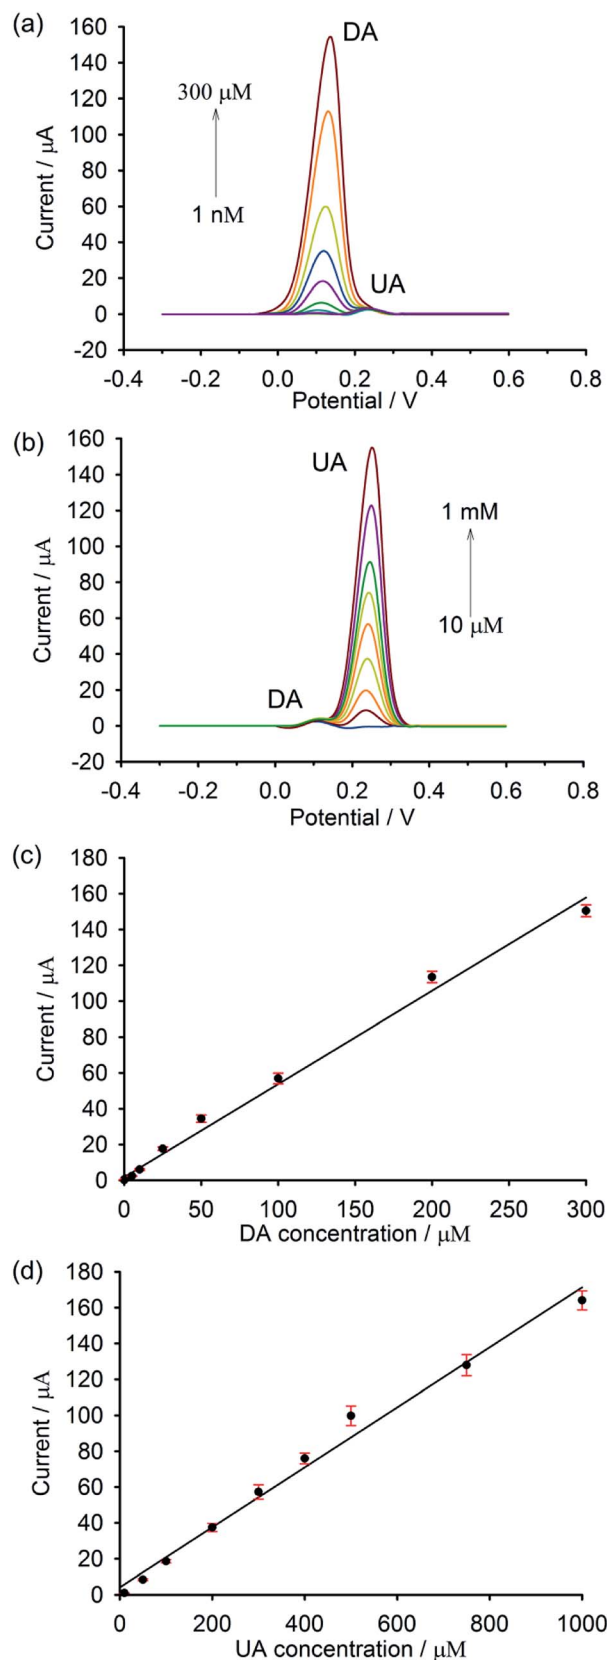 (a)
160
140
120
100
80
60
40
20
0
-20
Current / μA
DA
300 μM
1 nM
UA
-0.4 -0.2 0.0 0.2 0.4 0.6 0.8
Potential / V
(b)
160
140
120
100
80
60
40
20
0
-20
Current / μA
UA
1 mM
10 μM
DA
-0.4 -0.2 0.0 0.2 0.4 0.6 0.8
Potential / V
(c)
180
160
140
120
100
80
60
40
20
0
Current / μA
0 50 100 150 200 250 300
DA concentration / μM
(d)
180
160
140
120
100
80
60
40
20
0
Current / μA
0 200 400 600 800 1000
UA concentration / μM